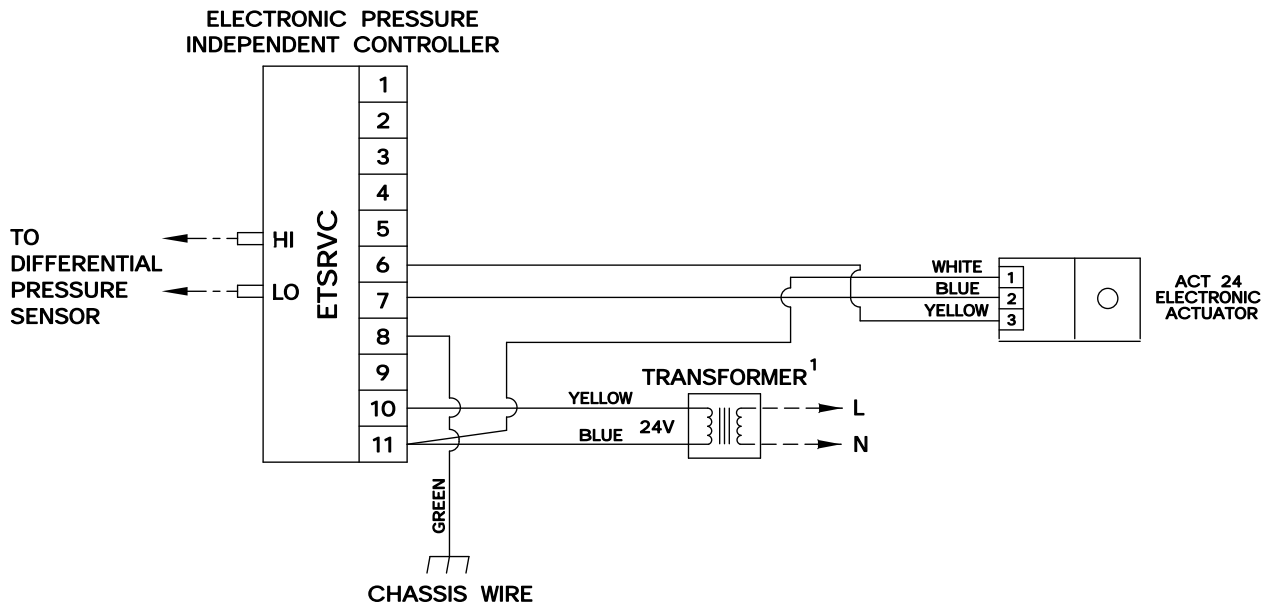 ELECTRONIC PRESSURE
INDEPENDENT CONTROLLER
1
2
3
4
5
6
7
8
9
10
11
ETSRVC
HI
LO
TO
DIFFERENTIAL
PRESSURE
SENSOR
WHITE
BLUE
YELLOW
1
2
3
ACT 24
ELECTRONIC
ACTUATOR
TRANSFORMER¹
YELLOW
24V
BLUE
L
N
GREEN
CHASSIS WIRE